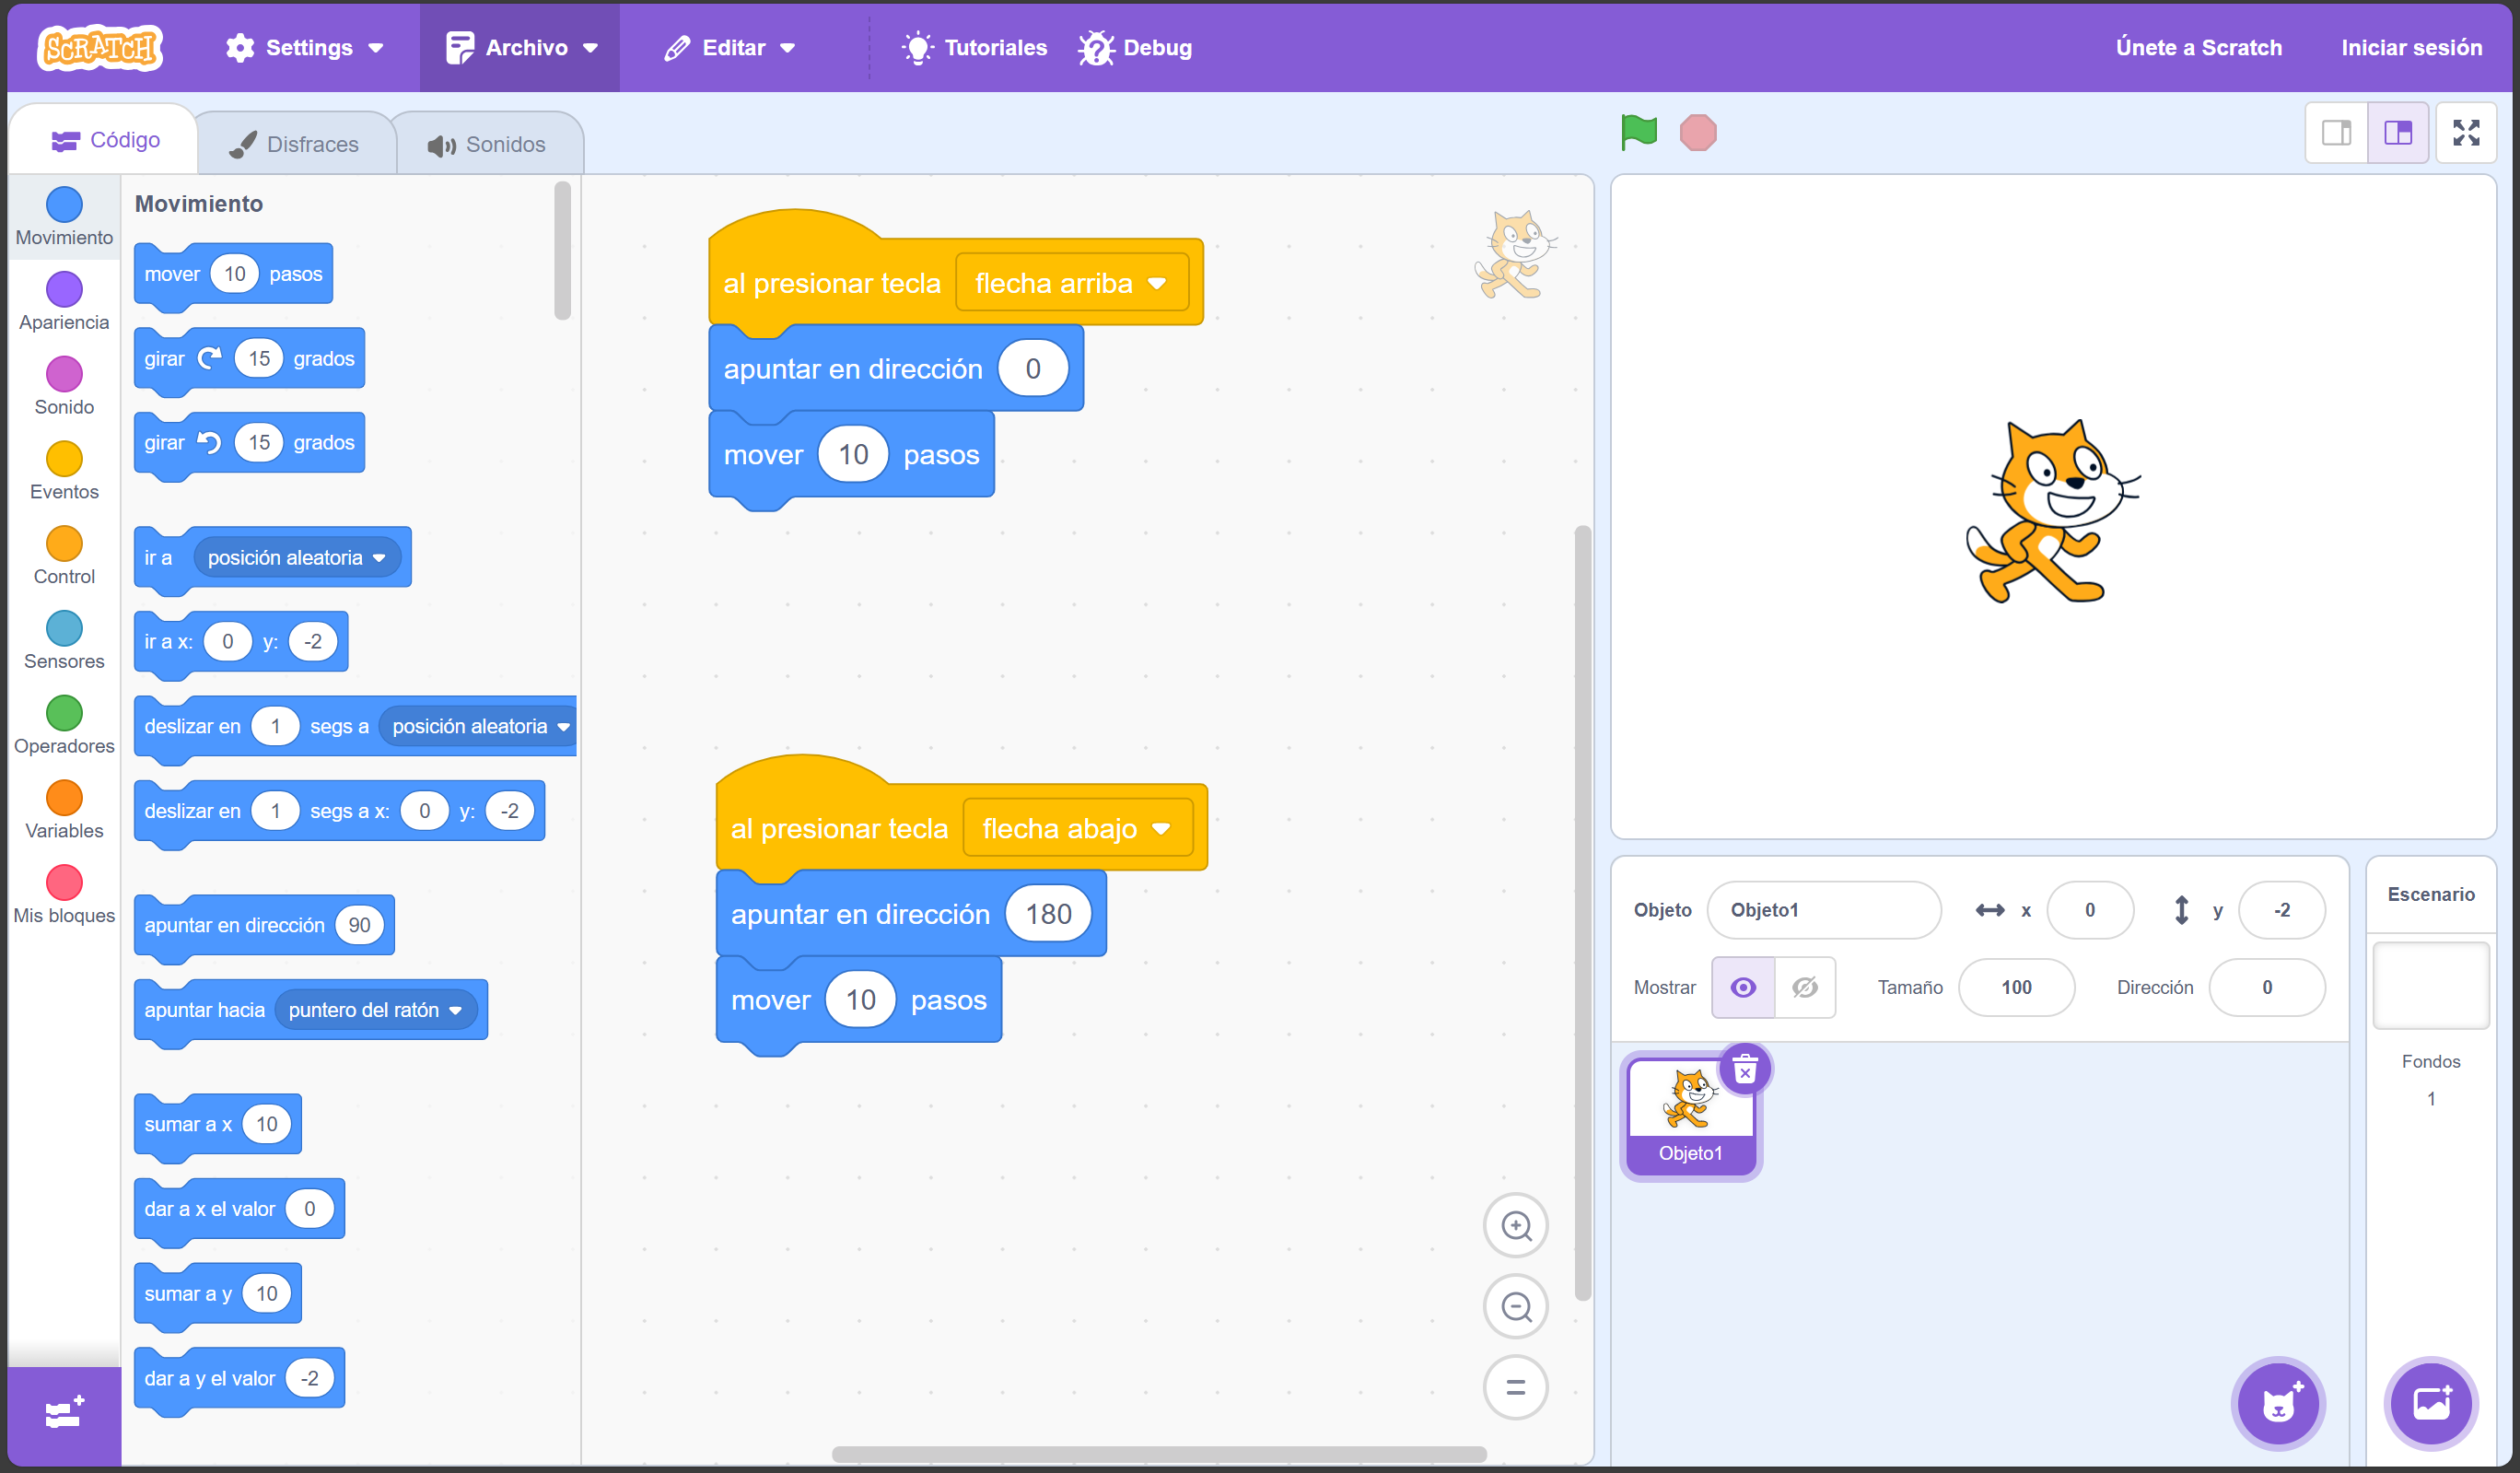 SCRATCH Settings Archivo Editar Tutoriales Debug Únete a Scratch Iniciar sesión
Código Disfraces Sonidos
Movimiento
Apariencia
Sonido
Eventos
Control
Sensores
Operadores
Variables
Mis bloques
Movimiento
mover 10 pasos
girar 15 grados
girar 15 grados
ir a posición aleatoria
ir a x: 0 y: -2
deslizar en 1 segs a posición aleatoria
deslizar en 1 segs a x: 0 y: -2
apuntar en dirección 90
apuntar hacia puntero del ratón
sumar a x 10
dar a x el valor 0
sumar a y 10
dar a y el valor -2
al presionar tecla flecha arriba
apuntar en dirección 0
mover 10 pasos
al presionar tecla flecha abajo
apuntar en dirección 180
mover 10 pasos
Objeto Objeto1 x 0 y -2
Mostrar Tamaño 100 Dirección 0
Objeto1
Escenario
Fondos
1